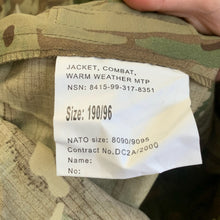 JACKET, COMBAT,
WARM WEATHER MTP
NSN: 8415-99-317-8351
Size: 190/96
NATO size: 8090/9095
Contract No.DC2A/200Q
Name:
No: